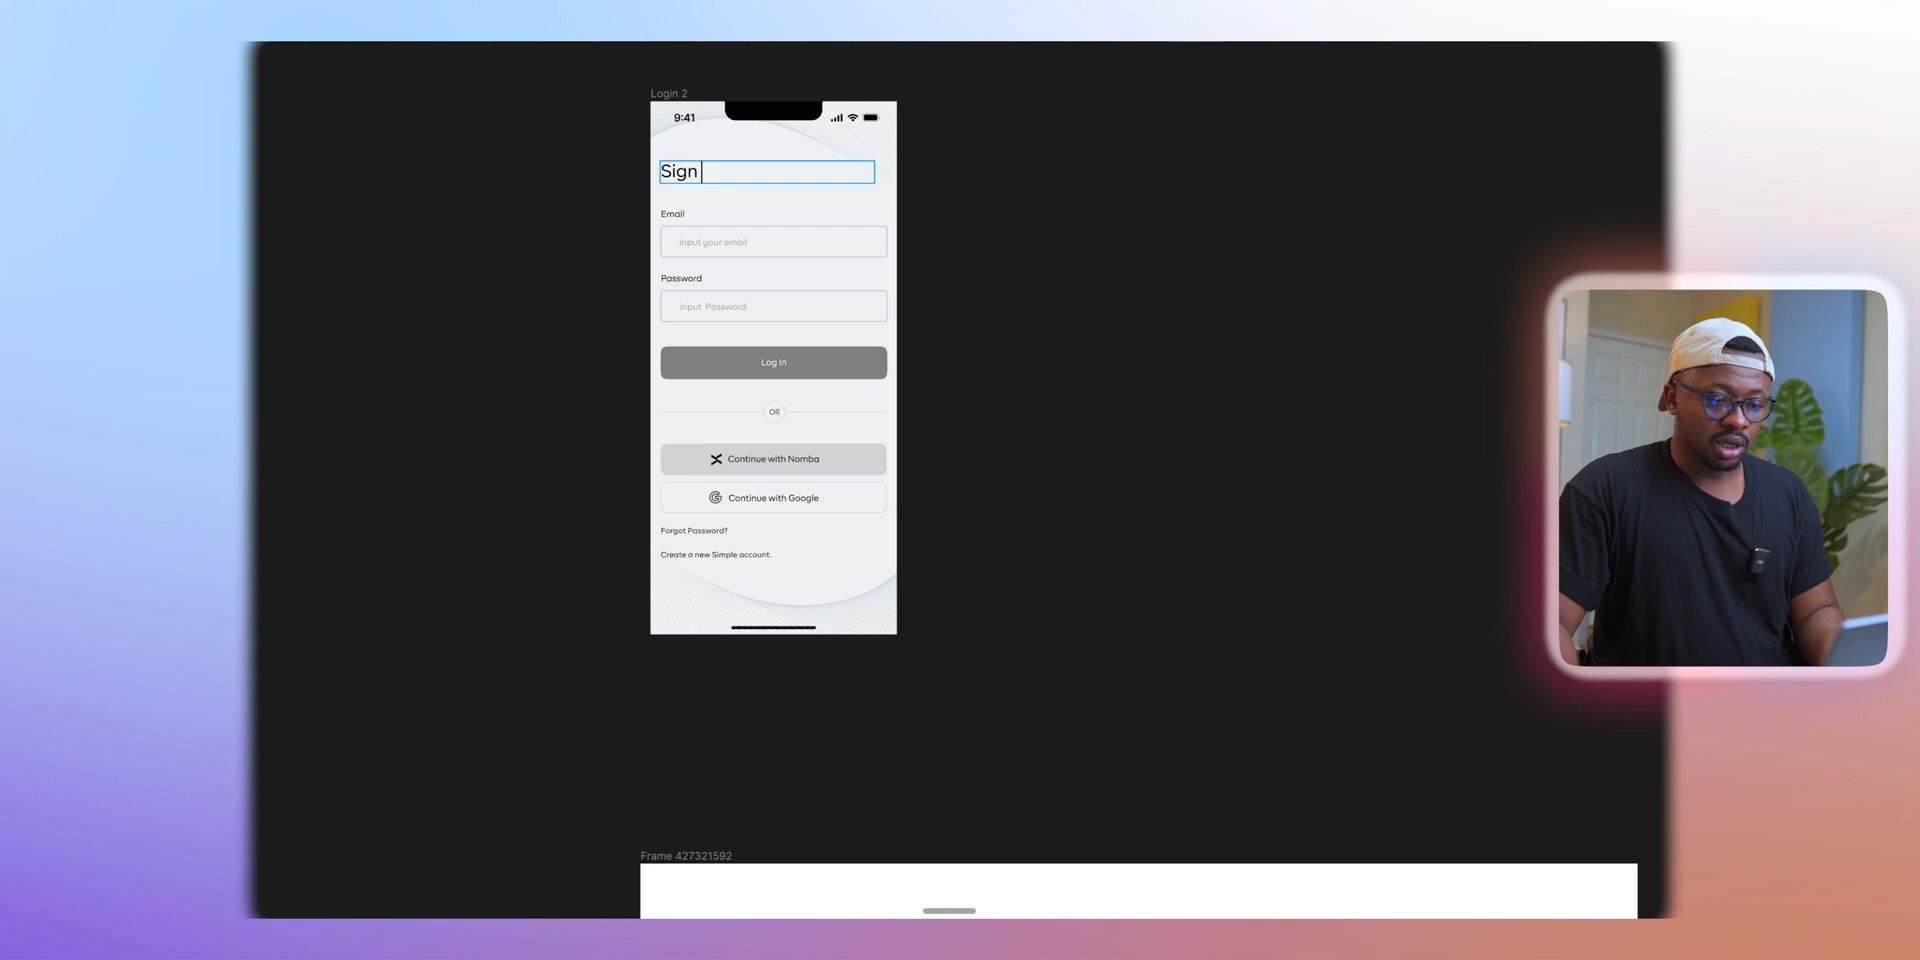 Login 2
9:41
Sign
Email
Input your email
Password
input Password
Log In
OR
Continue with Nomba
Continue with Google
Forgot Password?
Create a new Simple account.
Frame 427321592